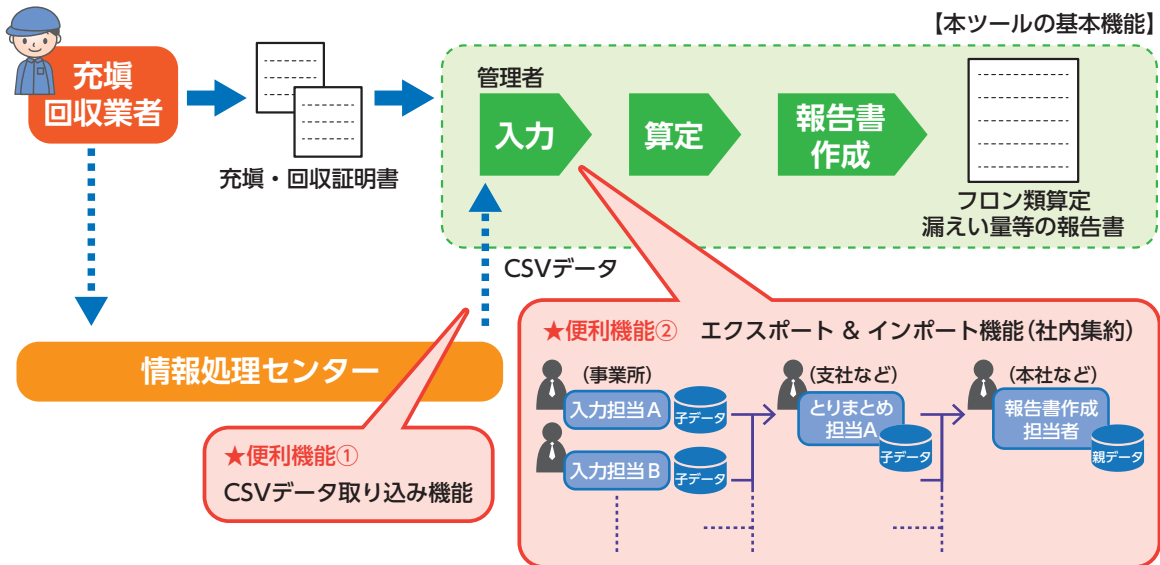 【本ツールの基本機能】
充塡
回収業者
充塡・回収証明書
管理者
入力
算定
報告書
作成
フロン類算定
漏えい量等の報告書
CSVデータ
情報処理センター
★便利機能①
CSVデータ取り込み機能
★便利機能② エクスポート & インポート機能(社内集約)
(事業所)
入力担当A
子データ
入力担当B
子データ
(支社など)
とりまとめ
担当A
子データ
(本社など)
報告書作成
担当者
親データ